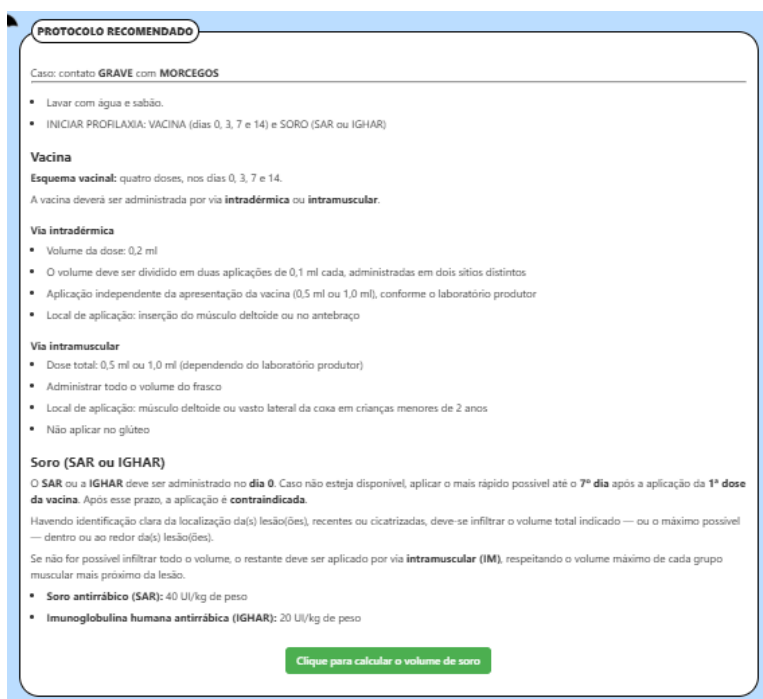 PROTOCOLO RECOMENDADO
Caso: contato GRAVE com MORCEGOS
▪ Lavar com água e sabão.
▪ INICIAR PROFILAXIA: VACINA (dias 0, 3, 7 e 14) e SORO (SAR ou IGHAR)
Vacina
Esquema vacinal: quatro doses, nos dias 0, 3, 7 e 14.
A vacina deverá ser administrada por via intradérmica ou intramuscular.
Via intradérmica
▪ Volume da dose: 0,2 ml
▪ O volume deve ser dividido em duas aplicações de 0,1 ml cada, administradas em dois sítios distintos
▪ Aplicação independente da apresentação da vacina (0,5 ml ou 1,0 ml), conforme o laboratório produtor
▪ Local de aplicação: inserção do músculo deltoide ou no antebraço
Via intramuscular
▪ Dose total: 0,5 ml ou 1,0 ml (dependendo do laboratório produtor)
▪ Administrar todo o volume do frasco
▪ Local de aplicação: músculo deltoide ou vasto lateral da coxa em crianças menores de 2 anos
▪ Não aplicar no glúteo
Soro (SAR ou IGHAR)
O SAR ou a IGHAR deve ser administrado no dia 0. Caso não esteja disponível, aplicar o mais rápido possível até o 7º dia após a aplicação da 1ª dose
da vacina. Após esse prazo, a aplicação é contraindicada.
Havendo identificação clara da localização da(s) lesão(ões), recentes ou cicatrizadas, deve-se infiltrar o volume total indicado — ou o máximo possível
— dentro ou ao redor da(s) lesão(ões).
Se não for possível infiltrar todo o volume, o restante deve ser aplicado por via intramuscular (IM), respeitando o volume máximo de cada grupo
muscular mais próximo da lesão.
▪ Soro antirrábico (SAR): 40 UI/kg de peso
▪ Imunoglobulina humana antirrábica (IGHAR): 20 UI/kg de peso
Clique para calcular o volume de soro